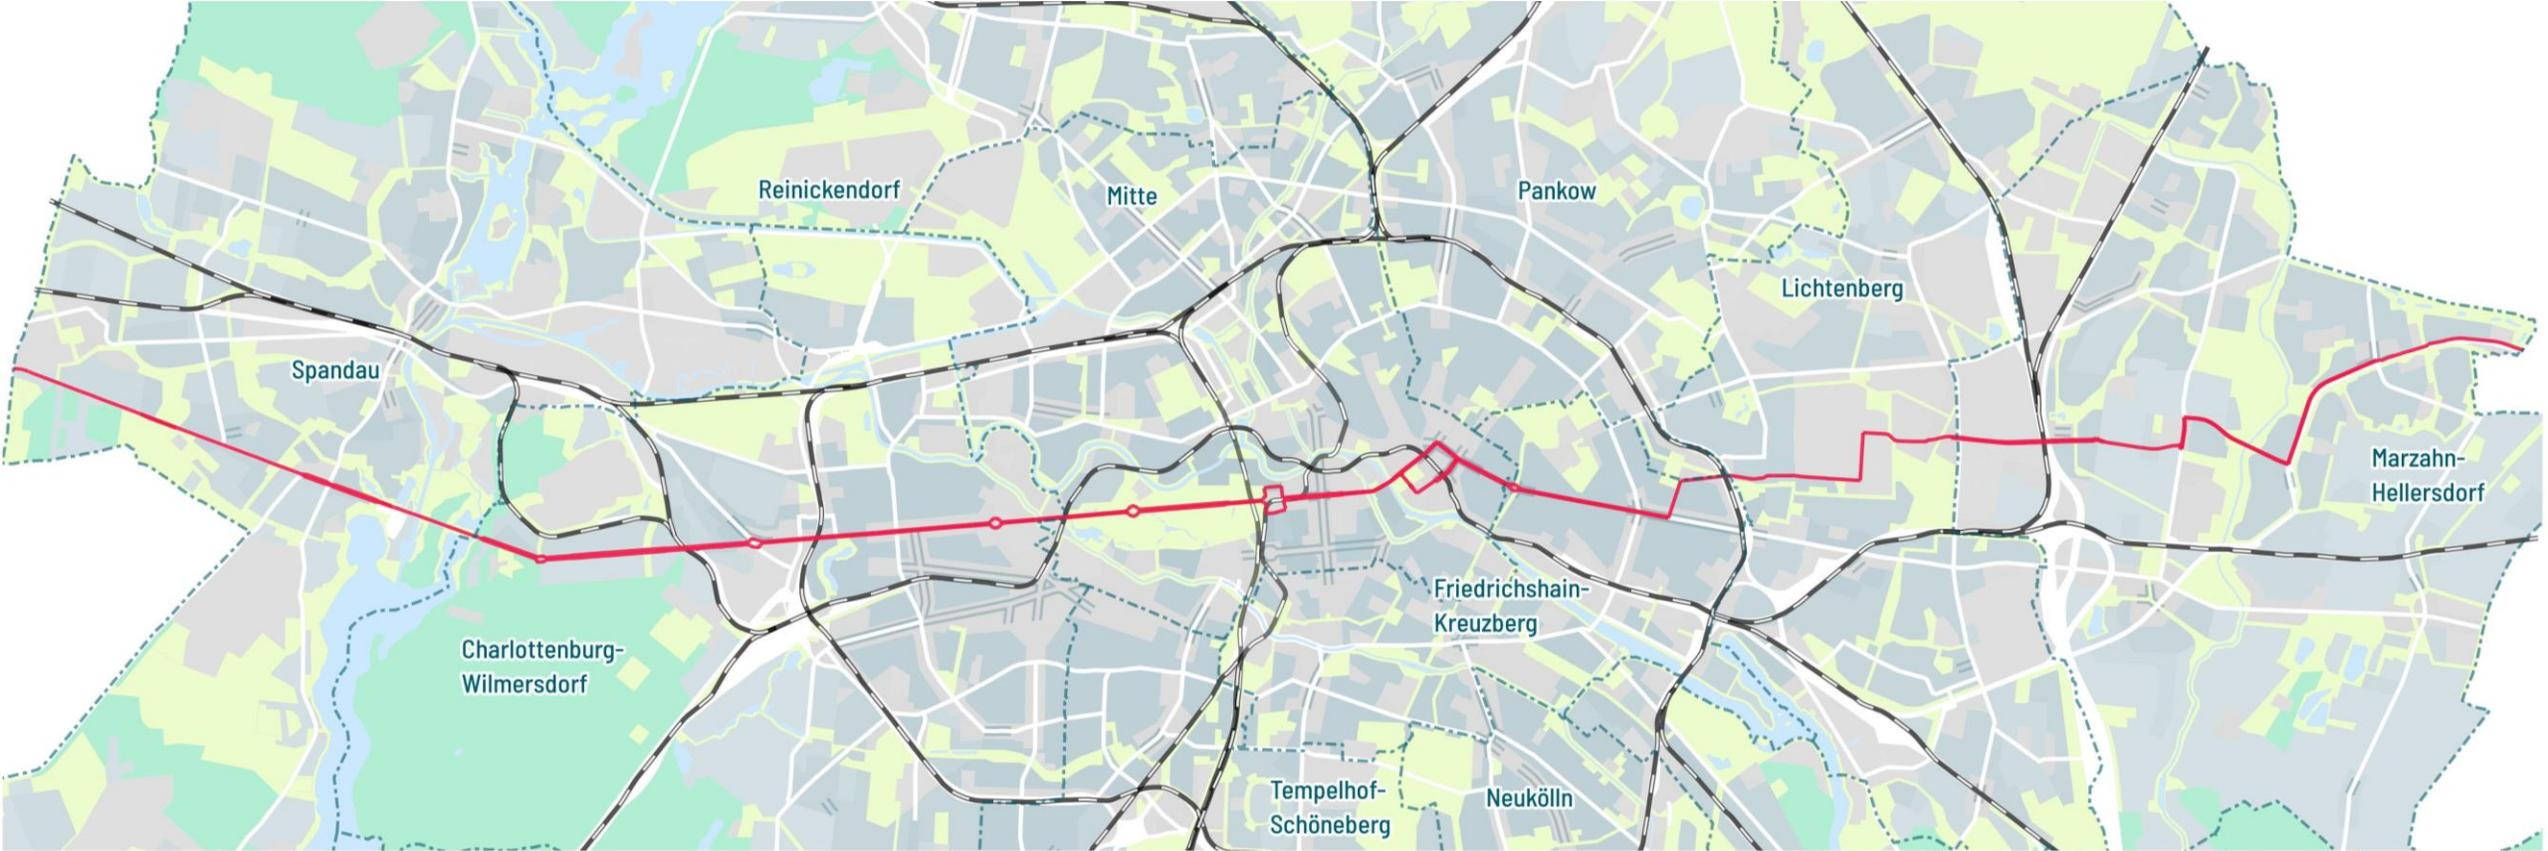 Reinickendorf
Mitte
Pankow
Lichtenberg
Spandau
Marzahn-
Hellersdorf
Friedrichshain-
Kreuzberg
Charlottenburg-
Wilmersdorf
Tempelhof-
Schöneberg
Neukölln